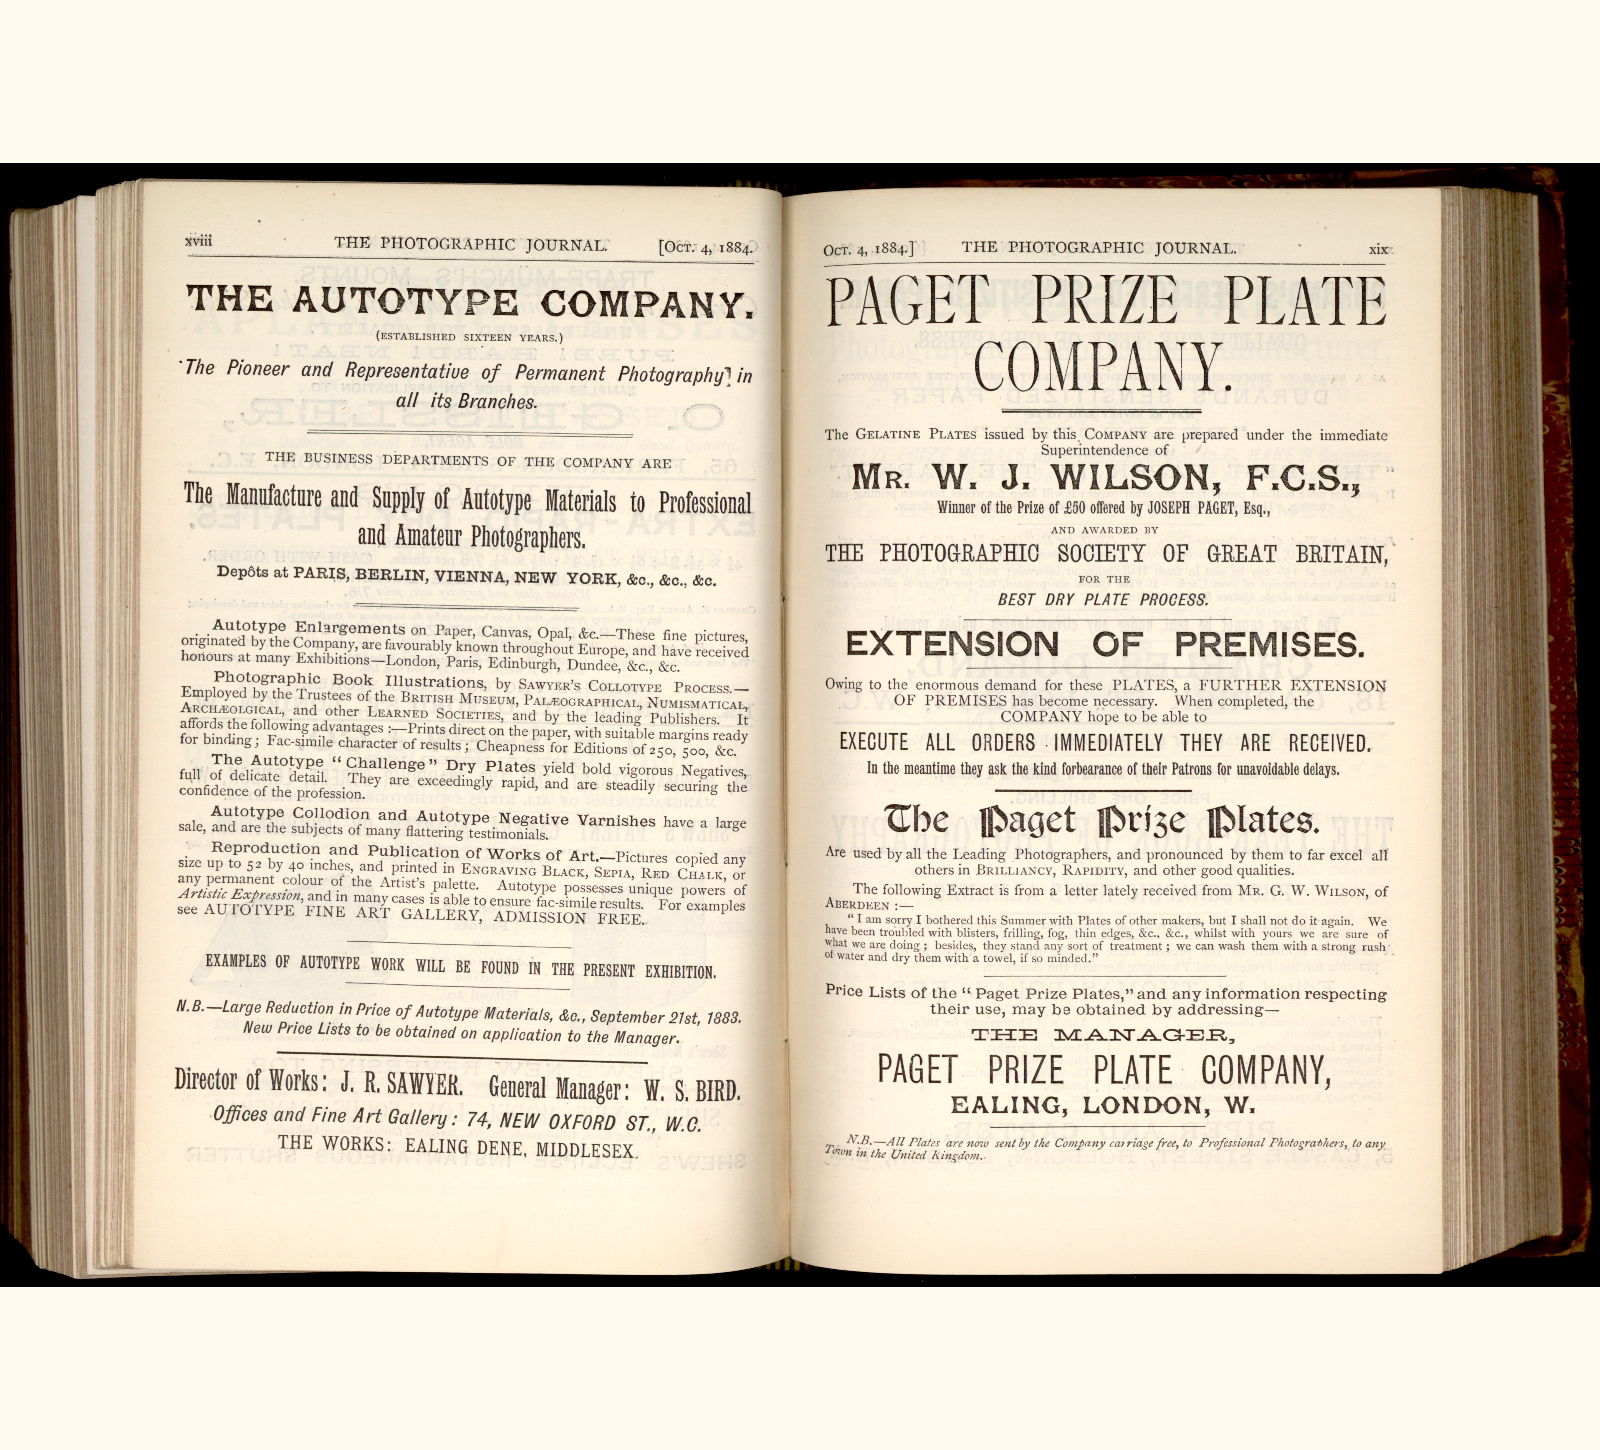 xviii THE PHOTOGRAPHIC JOURNAL. [Oct. 4, 1884.
THE AUTOTYPE COMPANY.
(ESTABLISHED SIXTEEN YEARS.)
The Pioneer and Representative of Permanent Photography in
all its Branches.
THE BUSINESS DEPARTMENTS OF THE COMPANY ARE
The Manufacture and Supply of Autotype Materials to Professional
and Amateur Photographers.
Depôts at PARIS, BERLIN, VIENNA, NEW YORK, &c., &c., &c.
Autotype Enlargements on Paper, Canvas, Opal, &c.—These fine pictures,
originated by the Company, are favourably known throughout Europe, and have received
honours at many Exhibitions—London, Paris, Edinburgh, Dundee, &c., &c.
Photographic Book Illustrations, by Sawyer's Collotype Process.—
Employed by the Trustees of the British Museum, Palæographical, Numismatical,
Archæolgical, and other Learned Societies, and by the leading Publishers. It
affords the following advantages :—Prints direct on the paper, with suitable margins ready
for binding ; Fac-simile character of results ; Cheapness for Editions of 250, 500, &c.
The Autotype "Challenge" Dry Plates yield bold vigorous Negatives,
full of delicate detail. They are exceedingly rapid, and are steadily securing the
confidence of the profession.
Autotype Collodion and Autotype Negative Varnishes have a large
sale, and are the subjects of many flattering testimonials.
Reproduction and Publication of Works of Art.—Pictures copied any
size up to 52 by 40 inches, and printed in Engraving Black, Sepia, Red Chalk, or
any permanent colour of the Artist's palette. Autotype possesses unique powers of
Artistic Expression, and in many cases is able to ensure fac-simile results. For examples
see AUTOTYPE FINE ART GALLERY, ADMISSION FREE.
EXAMPLES OF AUTOTYPE WORK WILL BE FOUND IN THE PRESENT EXHIBITION.
N.B.—Large Reduction in Price of Autotype Materials, &c., September 21st, 1883.
New Price Lists to be obtained on application to the Manager.
Director of Works: J. R. SAWYER. General Manager: W. S. BIRD.
Offices and Fine Art Gallery: 74, NEW OXFORD ST., W.C.
THE WORKS: EALING DENE, MIDDLESEX.
Oct. 4, 1884.] THE PHOTOGRAPHIC JOURNAL. xix
PAGET PRIZE PLATE
COMPANY.
The Gelatine Plates issued by this Company are prepared under the immediate
Superintendence of
Mr. W. J. WILSON, F.C.S.,
Winner of the Prize of £50 offered by JOSEPH PAGET, Esq.,
AND AWARDED BY
THE PHOTOGRAPHIC SOCIETY OF GREAT BRITAIN,
FOR THE
BEST DRY PLATE PROCESS.
EXTENSION OF PREMISES.
Owing to the enormous demand for these PLATES, a FURTHER EXTENSION
OF PREMISES has become necessary. When completed, the
COMPANY hope to be able to
EXECUTE ALL ORDERS IMMEDIATELY THEY ARE RECEIVED.
In the meantime they ask the kind forbearance of their Patrons for unavoidable delays.
The Paget Prize Plates.
Are used by all the Leading Photographers, and pronounced by them to far excel all
others in Brilliancy, Rapidity, and other good qualities.
The following Extract is from a letter lately received from Mr. G. W. Wilson, of
Aberdeen :—
"I am sorry I bothered this Summer with Plates of other makers, but I shall not do it again. We
have been troubled with blisters, frilling, fog, thin edges, &c., &c., whilst with yours we are sure of
what we are doing ; besides, they stand any sort of treatment ; we can wash them with a strong rush
of water and dry them with a towel, if so minded."
Price Lists of the "Paget Prize Plates," and any information respecting
their use, may be obtained by addressing—
THE MANAGER,
PAGET PRIZE PLATE COMPANY,
EALING, LONDON, W.
N.B.—All Plates are now sent by the Company carriage free, to Professional Photographers, to any
Town in the United Kingdom.